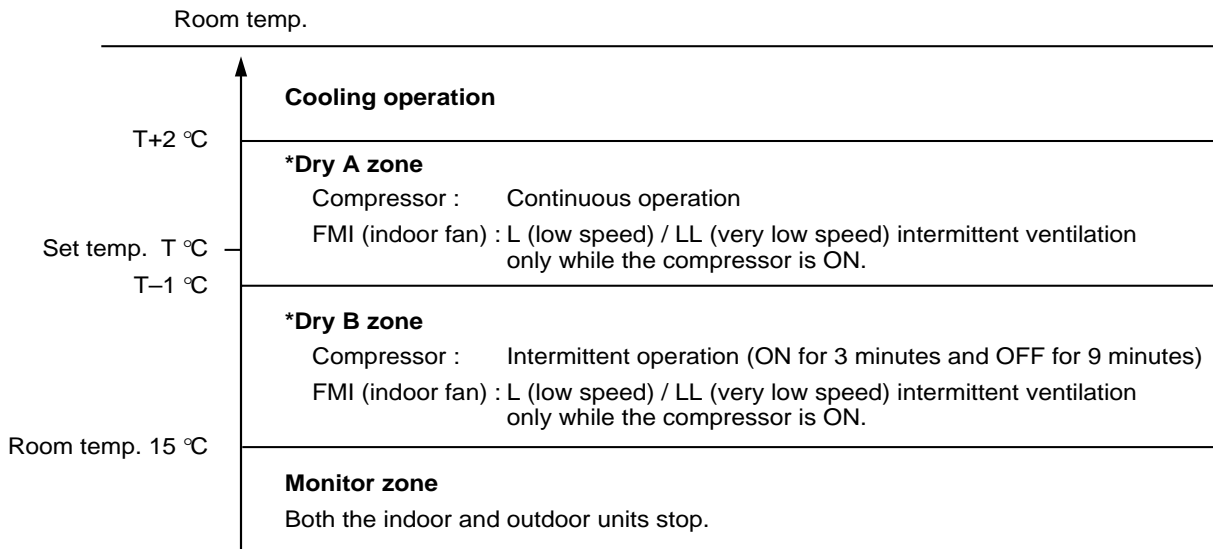 Room temp.
Cooling operation
T+2 °C
*Dry A zone
Compressor : Continuous operation
FMI (indoor fan) : L (low speed) / LL (very low speed) intermittent ventilation
only while the compressor is ON.
Set temp. T °C
T–1 °C
*Dry B zone
Compressor : Intermittent operation (ON for 3 minutes and OFF for 9 minutes)
FMI (indoor fan) : L (low speed) / LL (very low speed) intermittent ventilation
only while the compressor is ON.
Room temp. 15 °C
Monitor zone
Both the indoor and outdoor units stop.